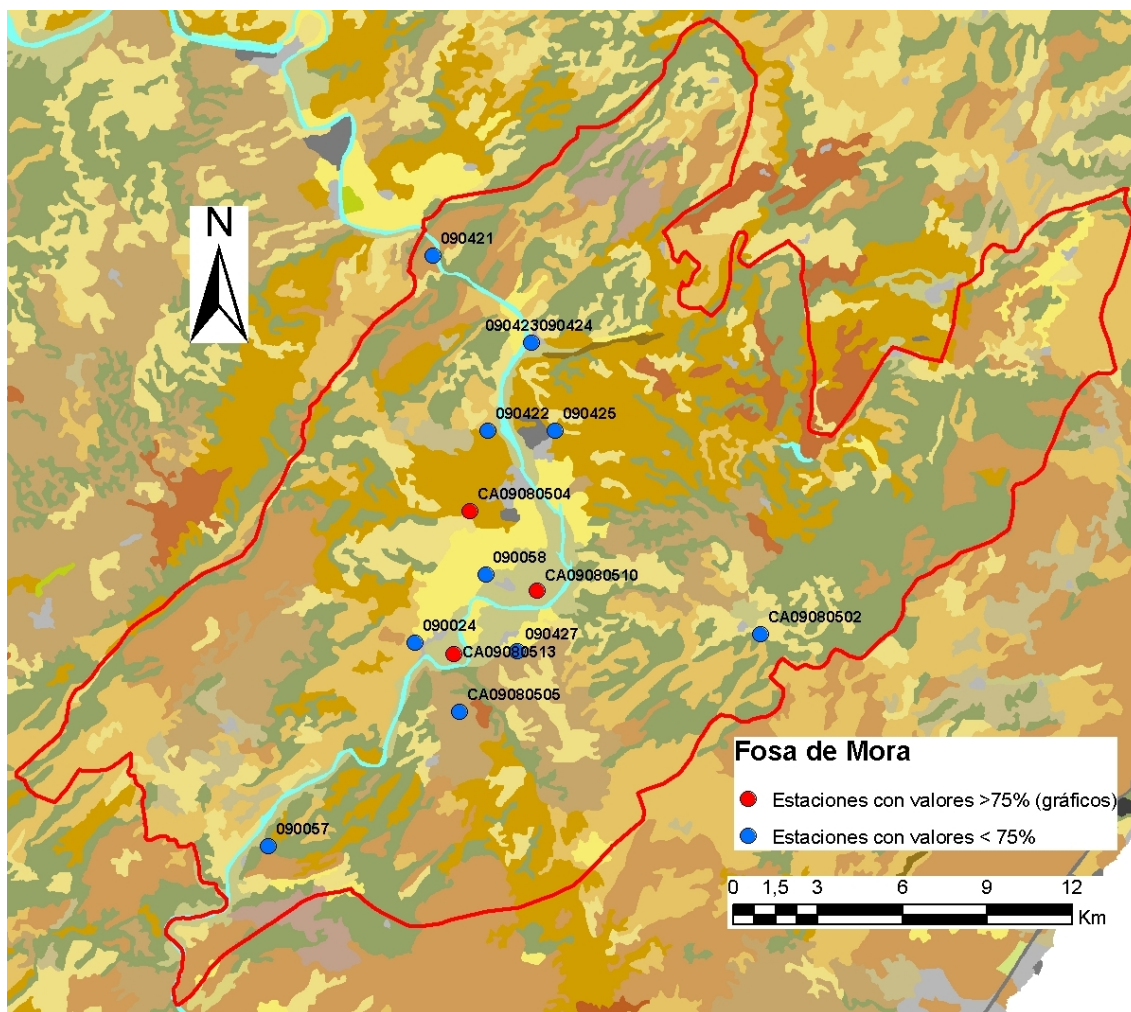 N
090421
090423090424
090422
090425
CA09080504
090058
CA09080510
CA09080502
090024
090427
CA09080513
CA09080505
090057
Fosa de Mora
Estaciones con valores >75% (gráficos)
Estaciones con valores < 75%
0 1,5 3 6 9 12
Km